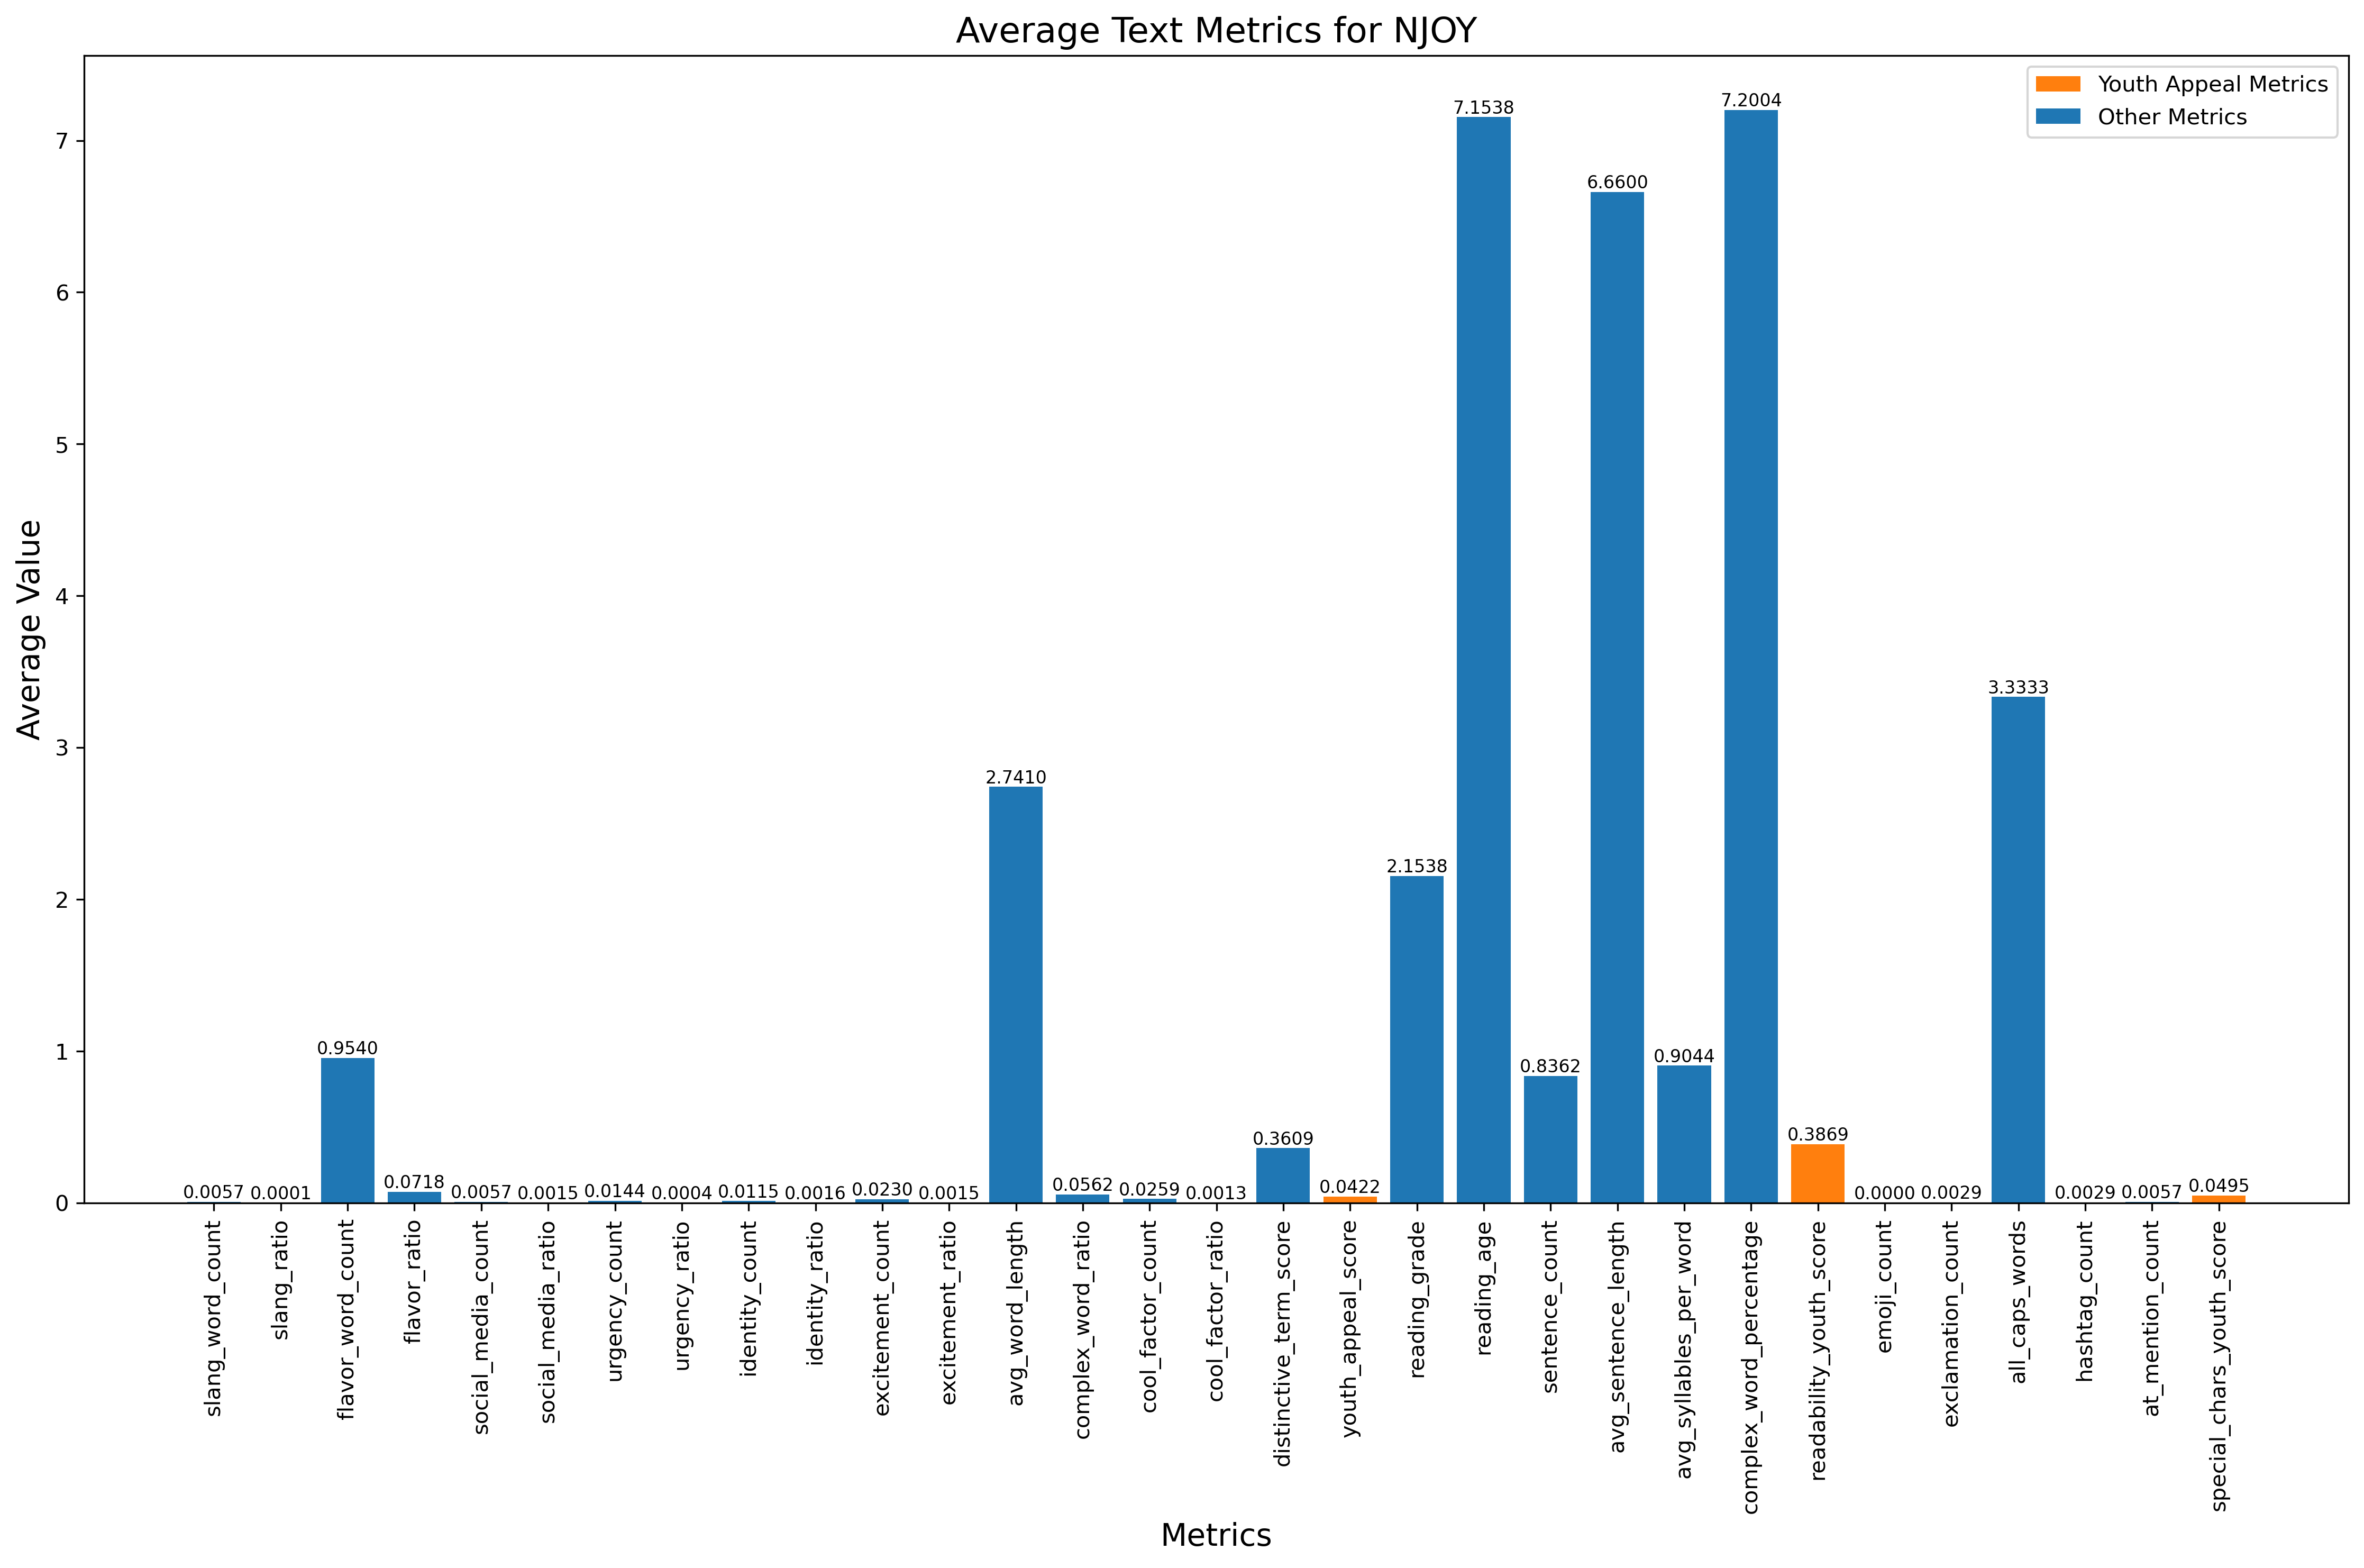 Average Text Metrics for NJOY
Youth Appeal Metrics
Other Metrics
Average Value
7
6
5
4
3
2
1
0
0.0057
0.0001
0.9540
0.0718
0.0057
0.0015
0.0144
0.0004
0.0115
0.0016
0.0230
0.0015
2.7410
0.0562
0.0259
0.0013
0.3609
0.0422
2.1538
7.1538
0.8362
6.6600
0.9044
7.2004
0.3869
0.0000
0.0029
3.3333
0.0029
0.0057
0.0495
slang_word_count
slang_ratio
flavor_word_count
flavor_ratio
social_media_count
social_media_ratio
urgency_count
urgency_ratio
identity_count
identity_ratio
excitement_count
excitement_ratio
avg_word_length
complex_word_ratio
cool_factor_count
cool_factor_ratio
distinctive_term_score
youth_appeal_score
reading_grade
reading_age
sentence_count
avg_sentence_length
avg_syllables_per_word
complex_word_percentage
readability_youth_score
emoji_count
exclamation_count
all_caps_words
hashtag_count
at_mention_count
special_chars_youth_score
Metrics